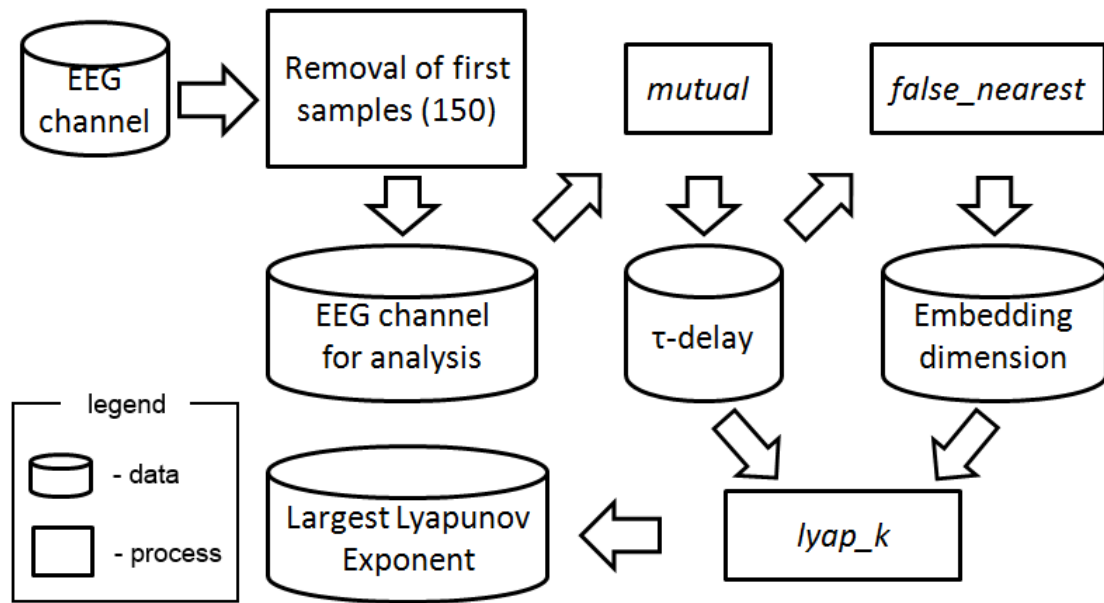 EEG
channel
Removal of first
samples (150)
mutual
false_nearest
EEG channel
for analysis
τ-delay
Embedding
dimension
legend
- data
- process
Largest Lyapunov
Exponent
lyap_k